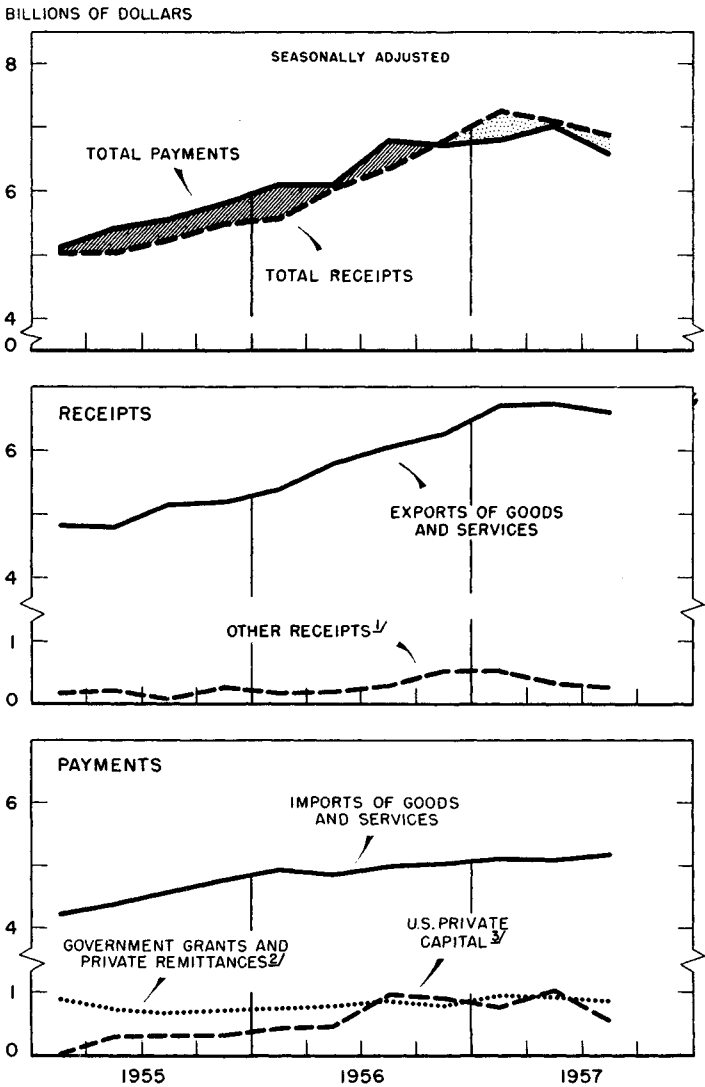 BILLIONS OF DOLLARS
8
SEASONALLY ADJUSTED
TOTAL PAYMENTS
6
TOTAL RECEIPTS
4
0
RECEIPTS
6
EXPORTS OF GOODS
AND SERVICES
4
OTHER RECEIPTS 1/
1
0
PAYMENTS
6
IMPORTS OF GOODS
AND SERVICES
4
U.S. PRIVATE
CAPITAL 3/
GOVERNMENT GRANTS AND
PRIVATE REMITTANCES 2/
1
0
1955 1956 1957